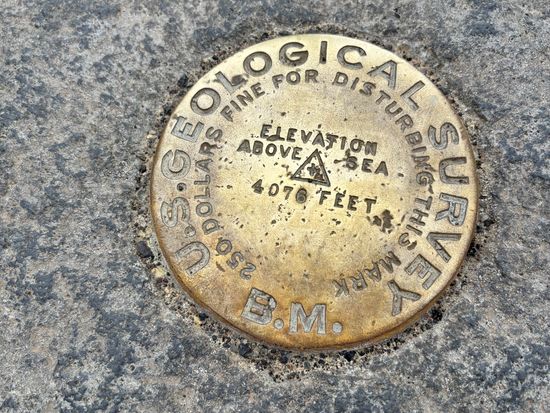 U.S. GEOLOGICAL SURVEY
B.M.
250 DOLLARS FINE FOR DISTURBING THIS MARK
ELEVATION
ABOVE SEA
4076 FEET